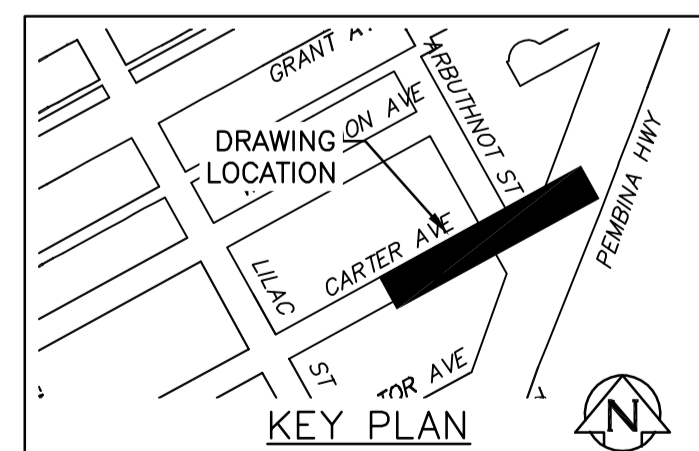 GRANT A
ARBUTHNOT ST
ON AVE
DRAWING
LOCATION
PEMBINA HWY
CARTER AVE
LILAC
ST
TOR AVE
KEY PLAN
N